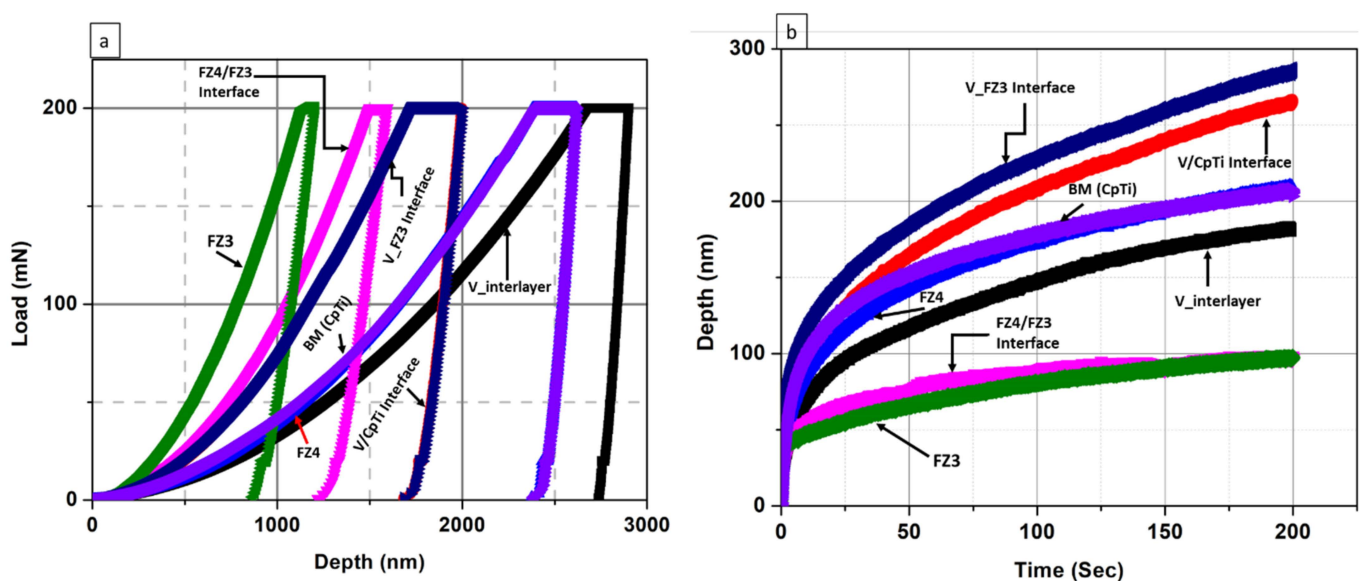 a
FZ4/FZ3
Interface
FZ3
V_FZ3 Interface
V_interlayer
BM (CpTi)
V/CpTi Interface
FZ4
Load (mN)
200
100
0
0
1000
2000
3000
Depth (nm)
b
V_FZ3 Interface
V/CpTi Interface
BM (CpTi)
FZ4
V_interlayer
FZ4/FZ3
Interface
FZ3
Depth (nm)
300
200
100
0
0
50
100
150
200
Time (Sec)